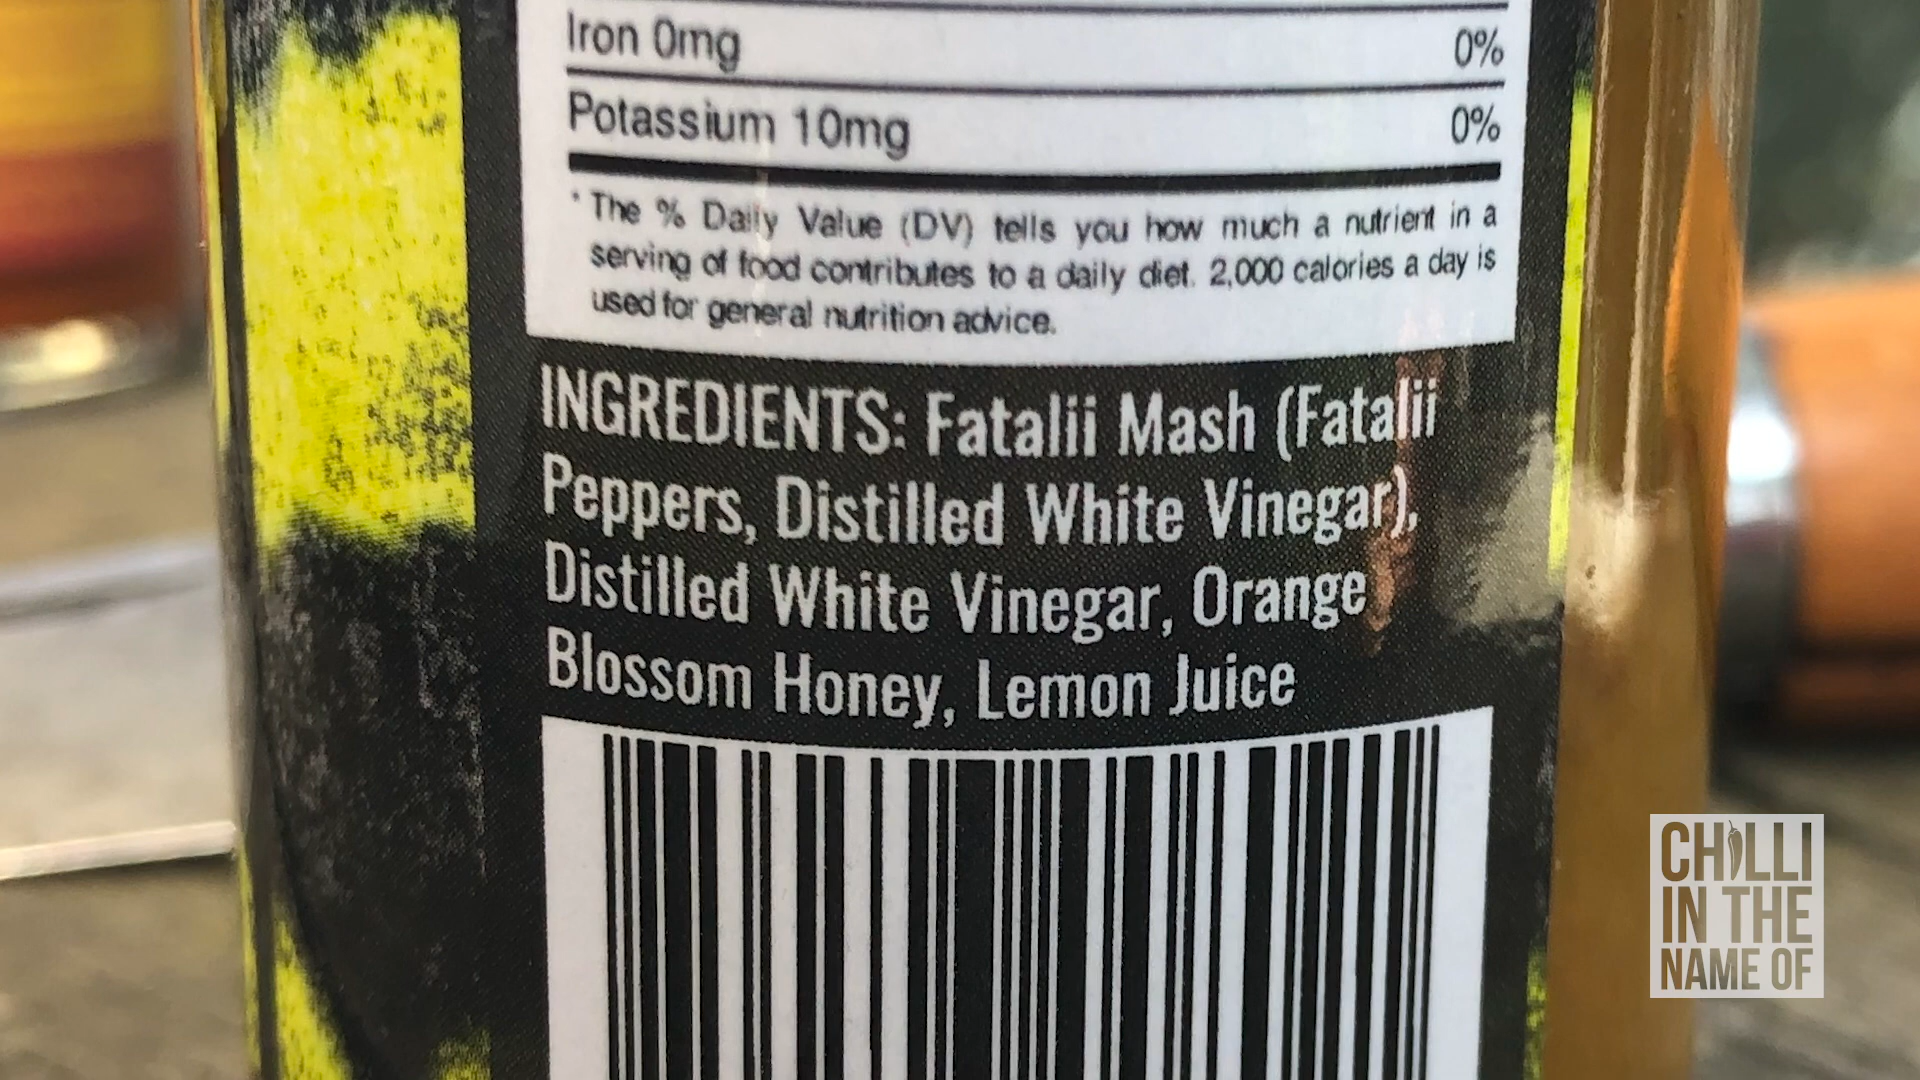 Iron 0mg 0%
Potassium 10mg 0%
* The % Daily Value (DV) tells you how much a nutrient in a
serving of food contributes to a daily diet. 2,000 calories a day is
used for general nutrition advice.
INGREDIENTS: Fatalii Mash (Fatalii
Peppers, Distilled White Vinegar),
Distilled White Vinegar, Orange
Blossom Honey, Lemon Juice
CHILLI
IN THE
NAME OF